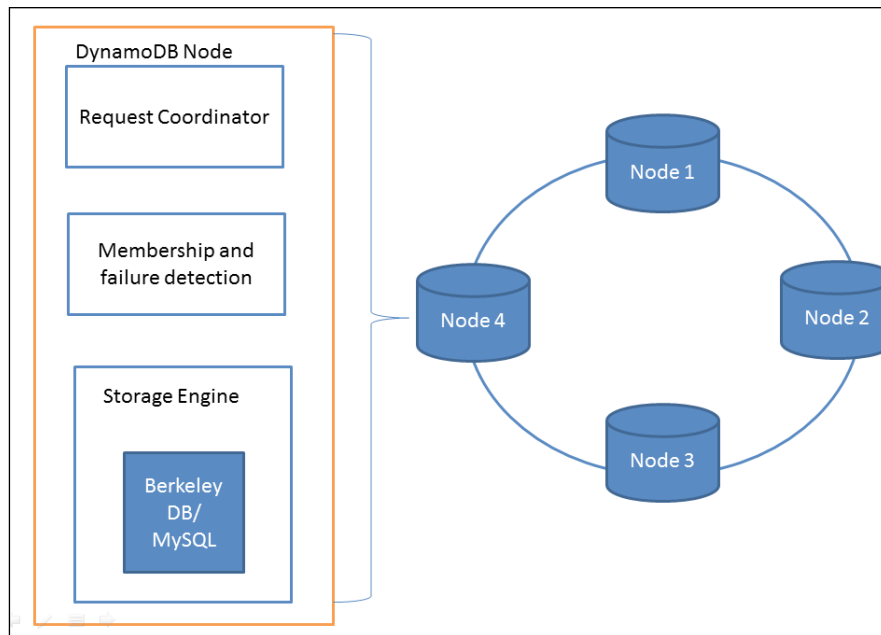 DynamoDB Node
Request Coordinator
Membership and
failure detection
Storage Engine
Berkeley
DB/
MySQL
Node 1
Node 2
Node 3
Node 4